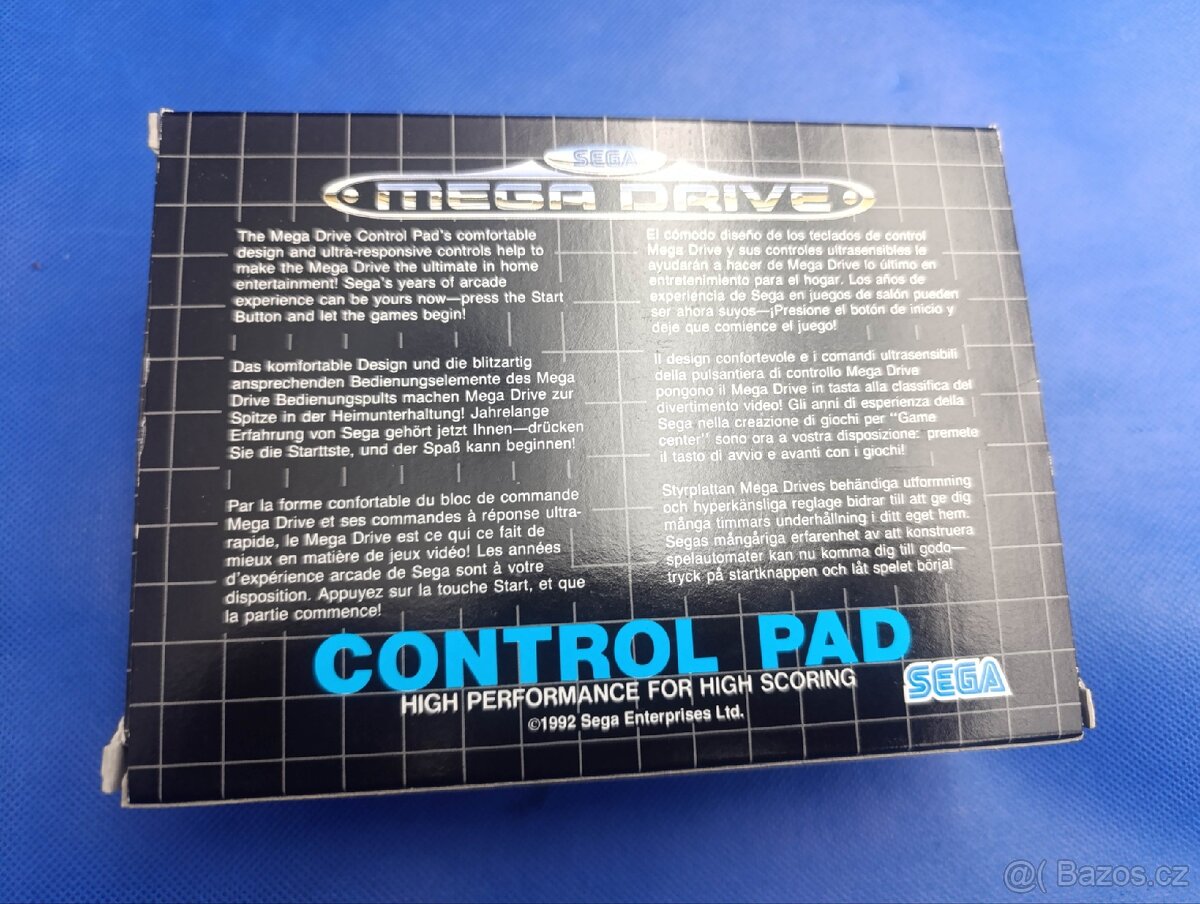 SEGA
MEGA DRIVE
The Mega Drive Control Pad's comfortable
design and ultra-responsive controls help to
make the Mega Drive the ultimate in home
entertainment! Sega's years of arcade
experience can be yours now—press the Start
Button and let the games begin!
Das komfortable Design und die blitzartig
ansprechenden Bedienungselemente des Mega
Drive Bedienungspults machen Mega Drive zur
Spitze in der Heimunterhaltung! Jahrelange
Erfahrung von Sega gehört jetzt Ihnen—drücken
Sie die Starttste, und der Spaß kann beginnen!
Par la forme confortable du bloc de commande
Mega Drive et ses commandes à réponse ultra-
rapide, le Mega Drive est ce qui ce fait de
mieux en matière de jeux vidéo! Les années
d'expérience arcade de Sega sont à votre
disposition. Appuyez sur la touche Start, et que
la partie commence!
El cómodo diseño de los teclados de control
Mega Drive y sus controles ultrasensibles le
ayudarán a hacer de Mega Drive lo último en
entretenimiento para el hogar. Los años de
experiencia de Sega en juegos de salón pueden
ser ahora suyos—¡Presione el botón de inicio y
deje que comience el juego!
Il design confortevole e i comandi ultrasensibili
della pulsantiera di controllo Mega Drive
pongono il Mega Drive in tasta alla classifica del
divertimento video! Gli anni di esperienza della
Sega nella creazione di giochi per "Game
center" sono ora a vostra disposizione: premete
il tasto di avvio e avanti con i giochi!
Styrplattan Mega Drives behändiga utformning
och hyperkänsliga reglage bidrar till att ge dig
många timmars underhållning i ditt eget hem.
Segas mångåriga erfarenhet av att konstruera
spelautomater kan nu komma dig till godo—
tryck på startknappen och låt spelet börja!
CONTROL PAD
HIGH PERFORMANCE FOR HIGH SCORING
SEGA
©1992 Sega Enterprises Ltd.
@( Bazos.cz